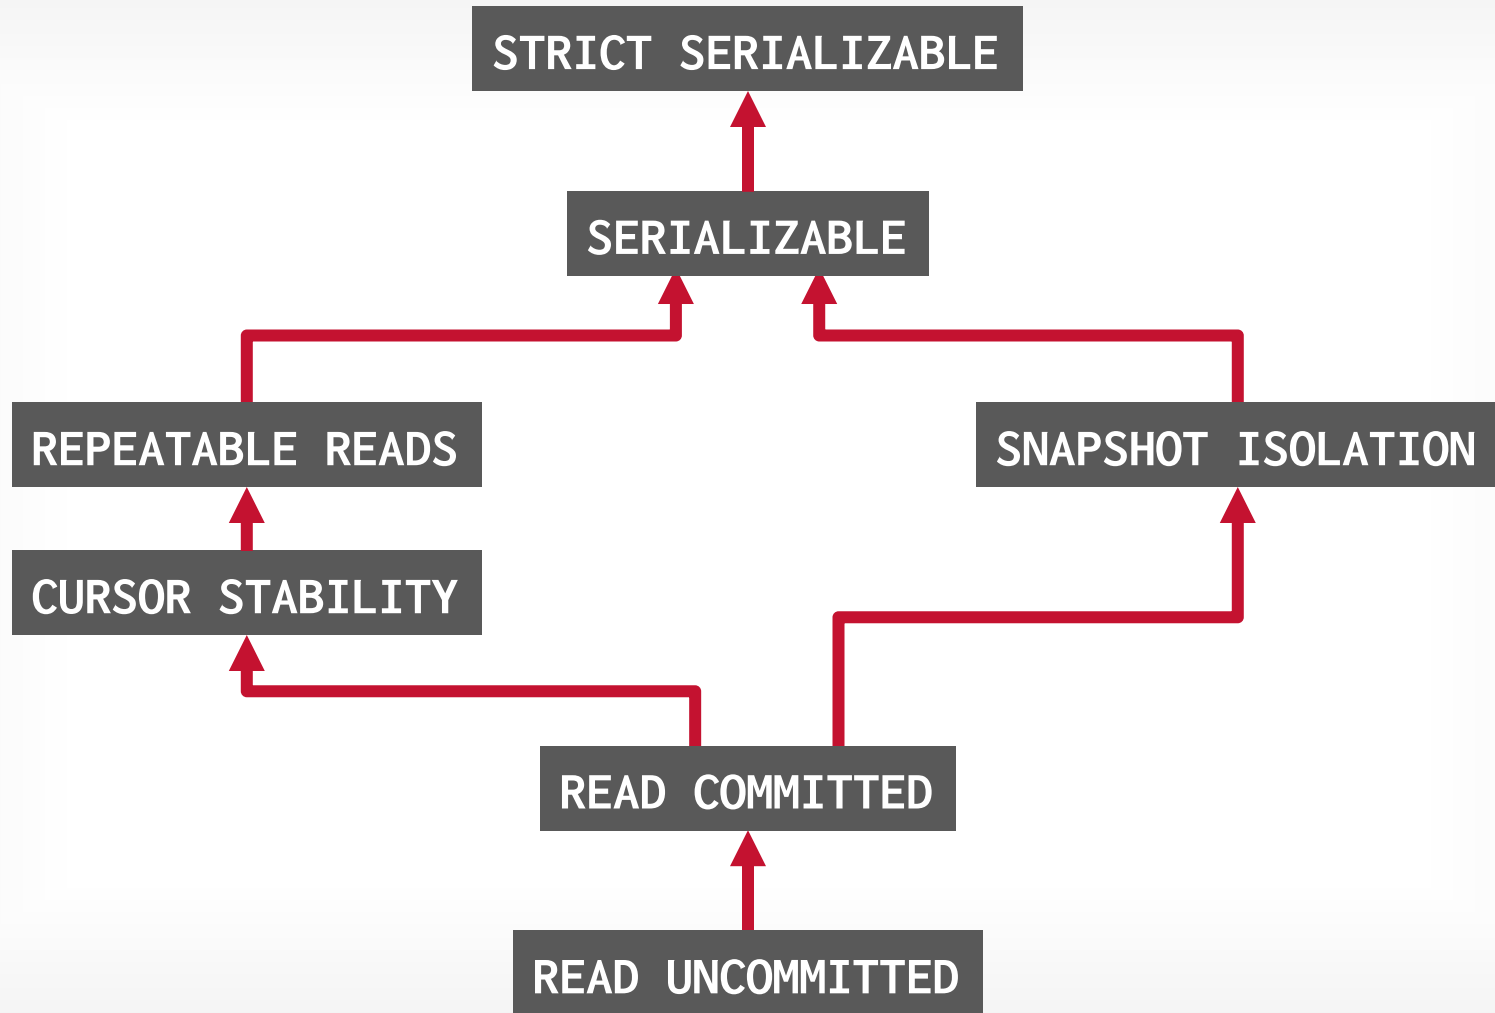 STRICT SERIALIZABLE
SERIALIZABLE
REPEATABLE READS
SNAPSHOT ISOLATION
CURSOR STABILITY
READ COMMITTED
READ UNCOMMITTED